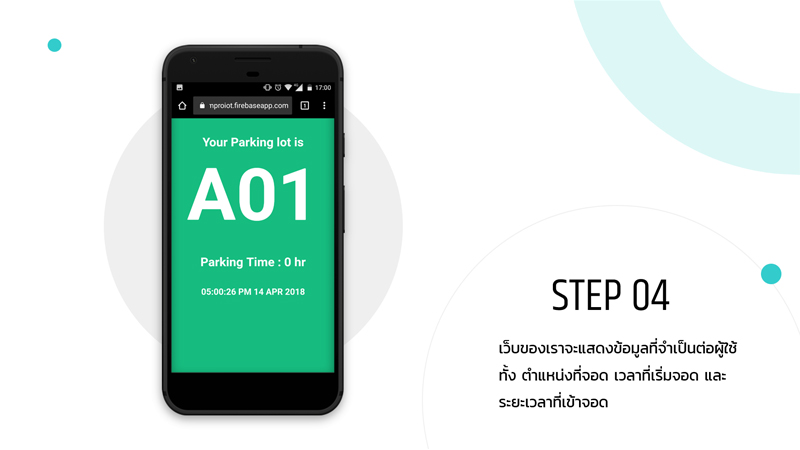 17:00
nproiot.firebaseapp.com
Your Parking lot is
A01
Parking Time : 0 hr
05:00:26 PM 14 APR 2018
STEP 04
เว็บของเราจะแสดงข้อมูลที่จำเป็นต่อผู้ใช้
ทั้ง ตำแหน่งที่จอด เวลาที่เริ่มจอด และ
ระยะเวลาที่เข้าจอด